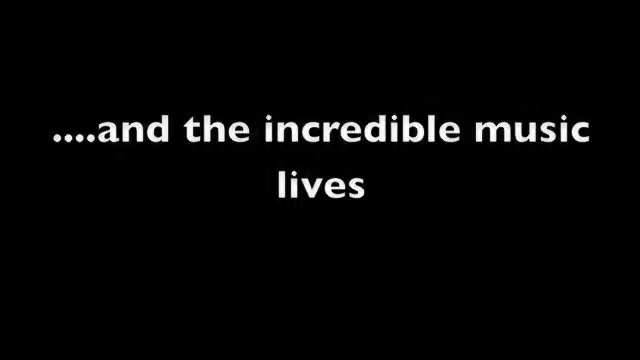 ....and the incredible music
lives